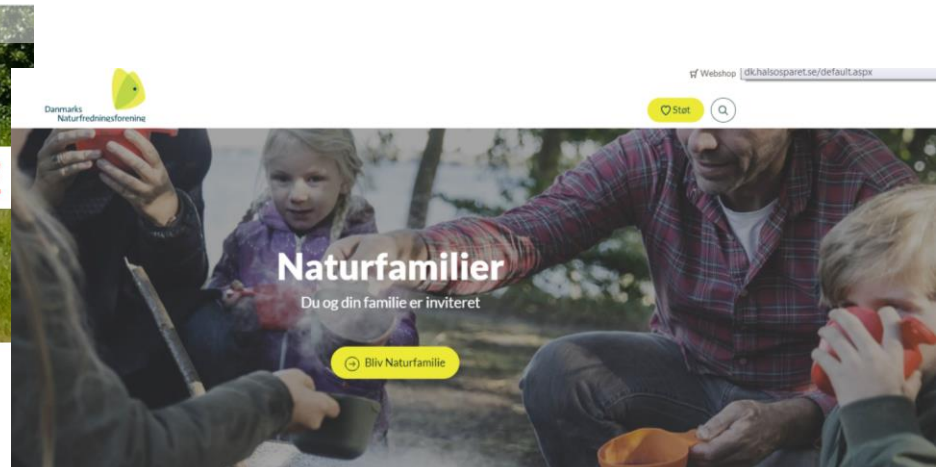 Webshop
dk.halsosparet.se/default.aspx
Danmarks
Naturfredningsforening
Støt
Naturfamilier
Du og din familie er inviteret
Bliv Naturfamilie